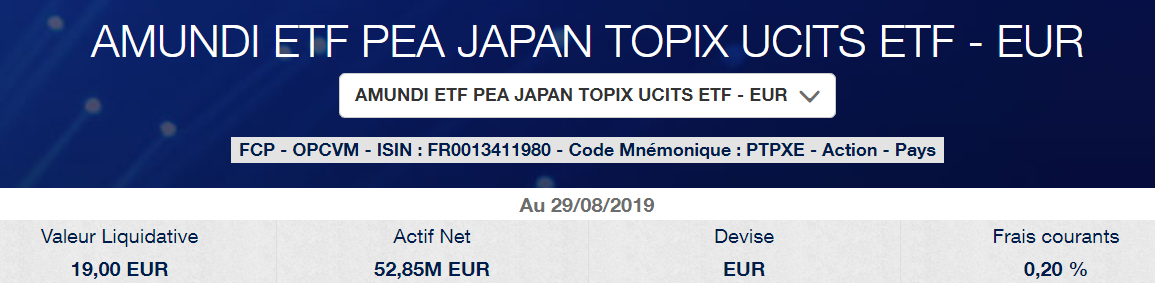 AMUNDI ETF PEA JAPAN TOPIX UCITS ETF - EUR
AMUNDI ETF PEA JAPAN TOPIX UCITS ETF - EUR
FCP - OPCVM - ISIN : FR0013411980 - Code Mnémonique : PTPXE - Action - Pays
Au 29/08/2019
Valeur Liquidative Actif Net Devise Frais courants
19,00 EUR 52,85M EUR EUR 0,20 %